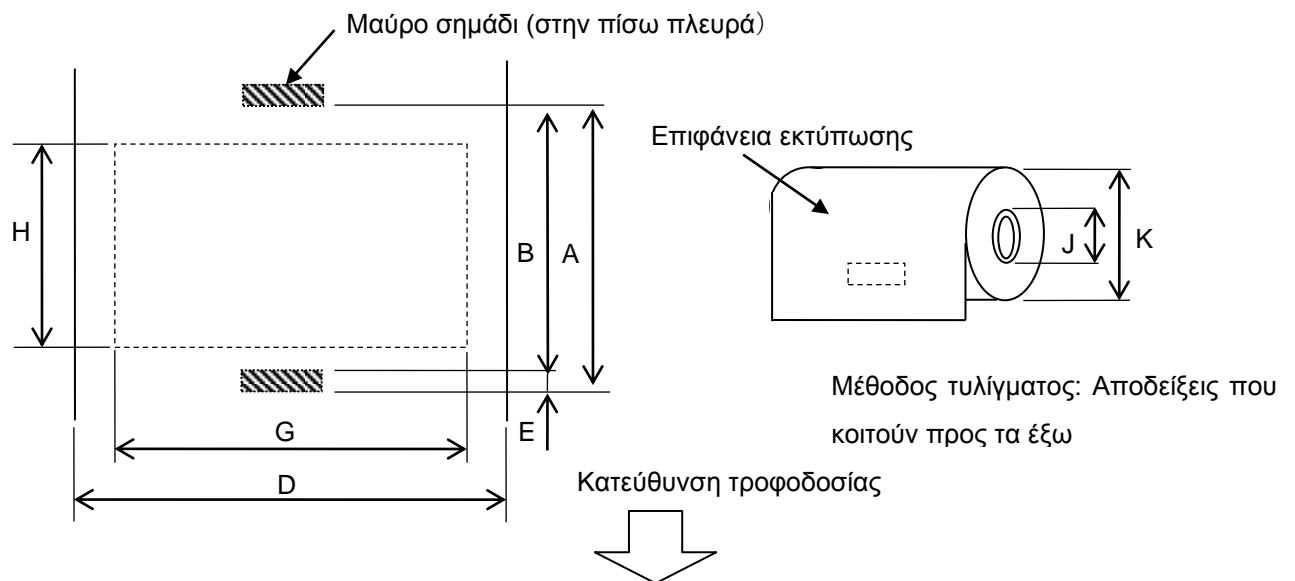 Μαύρο σημάδι (στην πίσω πλευρά）
Επιφάνεια εκτύπωσης
H
B
A
J
K
Μέθοδος τυλίγματος: Αποδείξεις που
κοιτούν προς τα έξω
G
E
D
Κατεύθυνση τροφοδοσίας